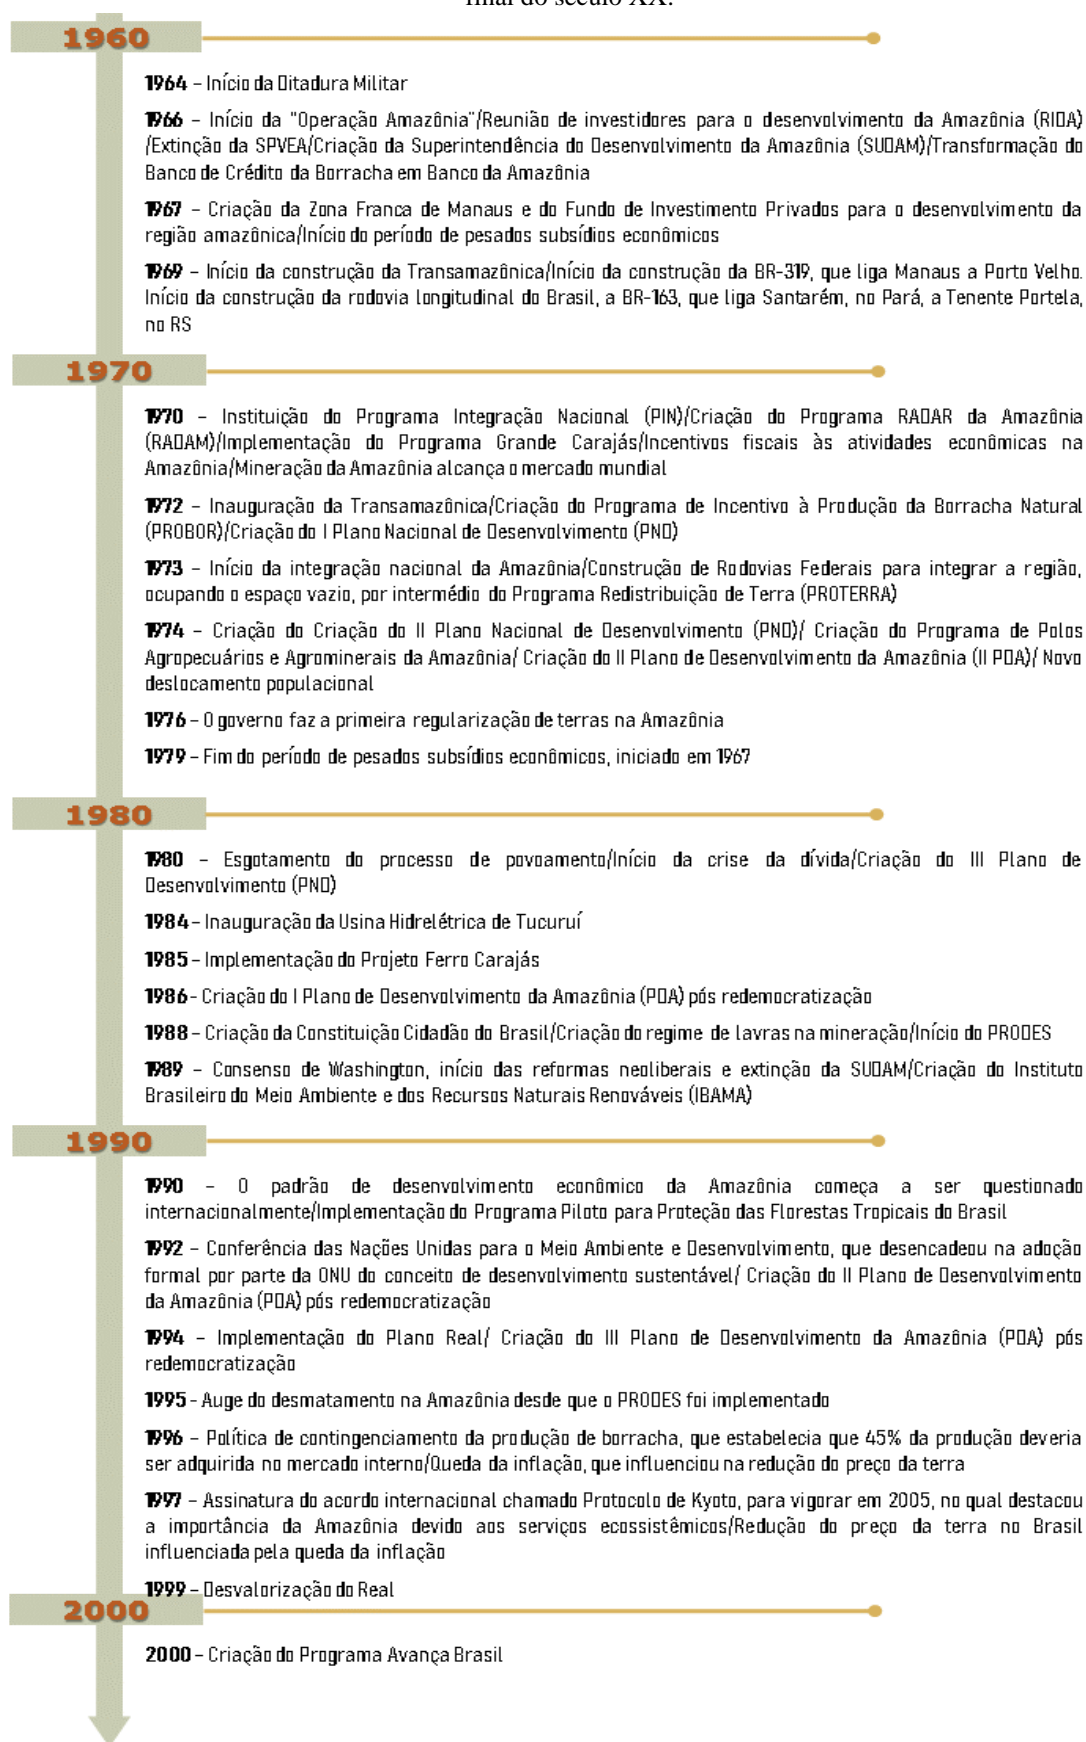 final do século XX.
1960
1964 – Início da Ditadura Militar
1966 – Início da "Operação Amazônia"/Reunião de investidores para o desenvolvimento da Amazônia (RIDA)
/Extinção da SPVEA/Criação da Superintendência do Desenvolvimento da Amazônia (SUDAM)/Transformação do
Banco de Crédito da Borracha em Banco da Amazônia
1967 – Criação da Zona Franca de Manaus e do Fundo de Investimento Privados para o desenvolvimento da
região amazônica/Início do período de pesados subsídios econômicos
1969 – Início da construção da Transamazônica/Início da construção da BR-319, que liga Manaus a Porto Velho.
Início da construção da rodovia longitudinal do Brasil, a BR-163, que liga Santarém, no Pará, a Tenente Portela,
no RS
1970
1970 – Instituição do Programa Integração Nacional (PIN)/Criação do Programa RADAR da Amazônia
(RADAM)/Implementação do Programa Grande Carajás/Incentivos fiscais às atividades econômicas na
Amazônia/Mineração da Amazônia alcança o mercado mundial
1972 – Inauguração da Transamazônica/Criação do Programa de Incentivo à Produção da Borracha Natural
(PROBOR)/Criação do I Plano Nacional de Desenvolvimento (PND)
1973 – Início da integração nacional da Amazônia/Construção de Rodovias Federais para integrar a região,
ocupando o espaço vazio, por intermédio do Programa Redistribuição de Terra (PROTERRA)
1974 – Criação do Criação do II Plano Nacional de Desenvolvimento (PND)/ Criação do Programa de Polos
Agropecuários e Agrominerais da Amazônia/ Criação do II Plano de Desenvolvimento da Amazônia (II PDA)/ Novo
deslocamento populacional
1976 – O governo faz a primeira regularização de terras na Amazônia
1979 – Fim do período de pesados subsídios econômicos, iniciado em 1967
1980
1980 – Esgotamento do processo de povoamento/Início da crise da dívida/Criação do III Plano de
Desenvolvimento (PND)
1984 – Inauguração da Usina Hidrelétrica de Tucuruí
1985 – Implementação do Projeto Ferro Carajás
1986 - Criação do I Plano de Desenvolvimento da Amazônia (PDA) pós redemocratização
1988 – Criação da Constituição Cidadão do Brasil/Criação do regime de lavras na mineração/Início do PRODES
1989 – Consenso de Washington, início das reformas neoliberais e extinção da SUDAM/Criação do Instituto
Brasileiro do Meio Ambiente e dos Recursos Naturais Renováveis (IBAMA)
1990
1990 – O padrão de desenvolvimento econômico da Amazônia começa a ser questionado
internacionalmente/Implementação do Programa Piloto para Proteção das Florestas Tropicais do Brasil
1992 – Conferência das Nações Unidas para o Meio Ambiente e Desenvolvimento, que desencadeou na adoção
formal por parte da ONU do conceito de desenvolvimento sustentável/ Criação do II Plano de Desenvolvimento
da Amazônia (PDA) pós redemocratização
1994 – Implementação do Plano Real/ Criação do III Plano de Desenvolvimento da Amazônia (PDA) pós
redemocratização
1995 - Auge do desmatamento na Amazônia desde que o PRODES foi implementado
1996 – Política de contingenciamento da produção de borracha, que estabelecia que 45% da produção deveria
ser adquirida no mercado interno/Queda da inflação, que influenciou na redução do preço da terra
1997 – Assinatura do acordo internacional chamado Protocolo de Kyoto, para vigorar em 2005, no qual destacou
a importância da Amazônia devido aos serviços ecossistêmicos/Redução do preço da terra no Brasil
influenciada pela queda da inflação
1999 – Desvalorização do Real
2000
2000 – Criação do Programa Avança Brasil